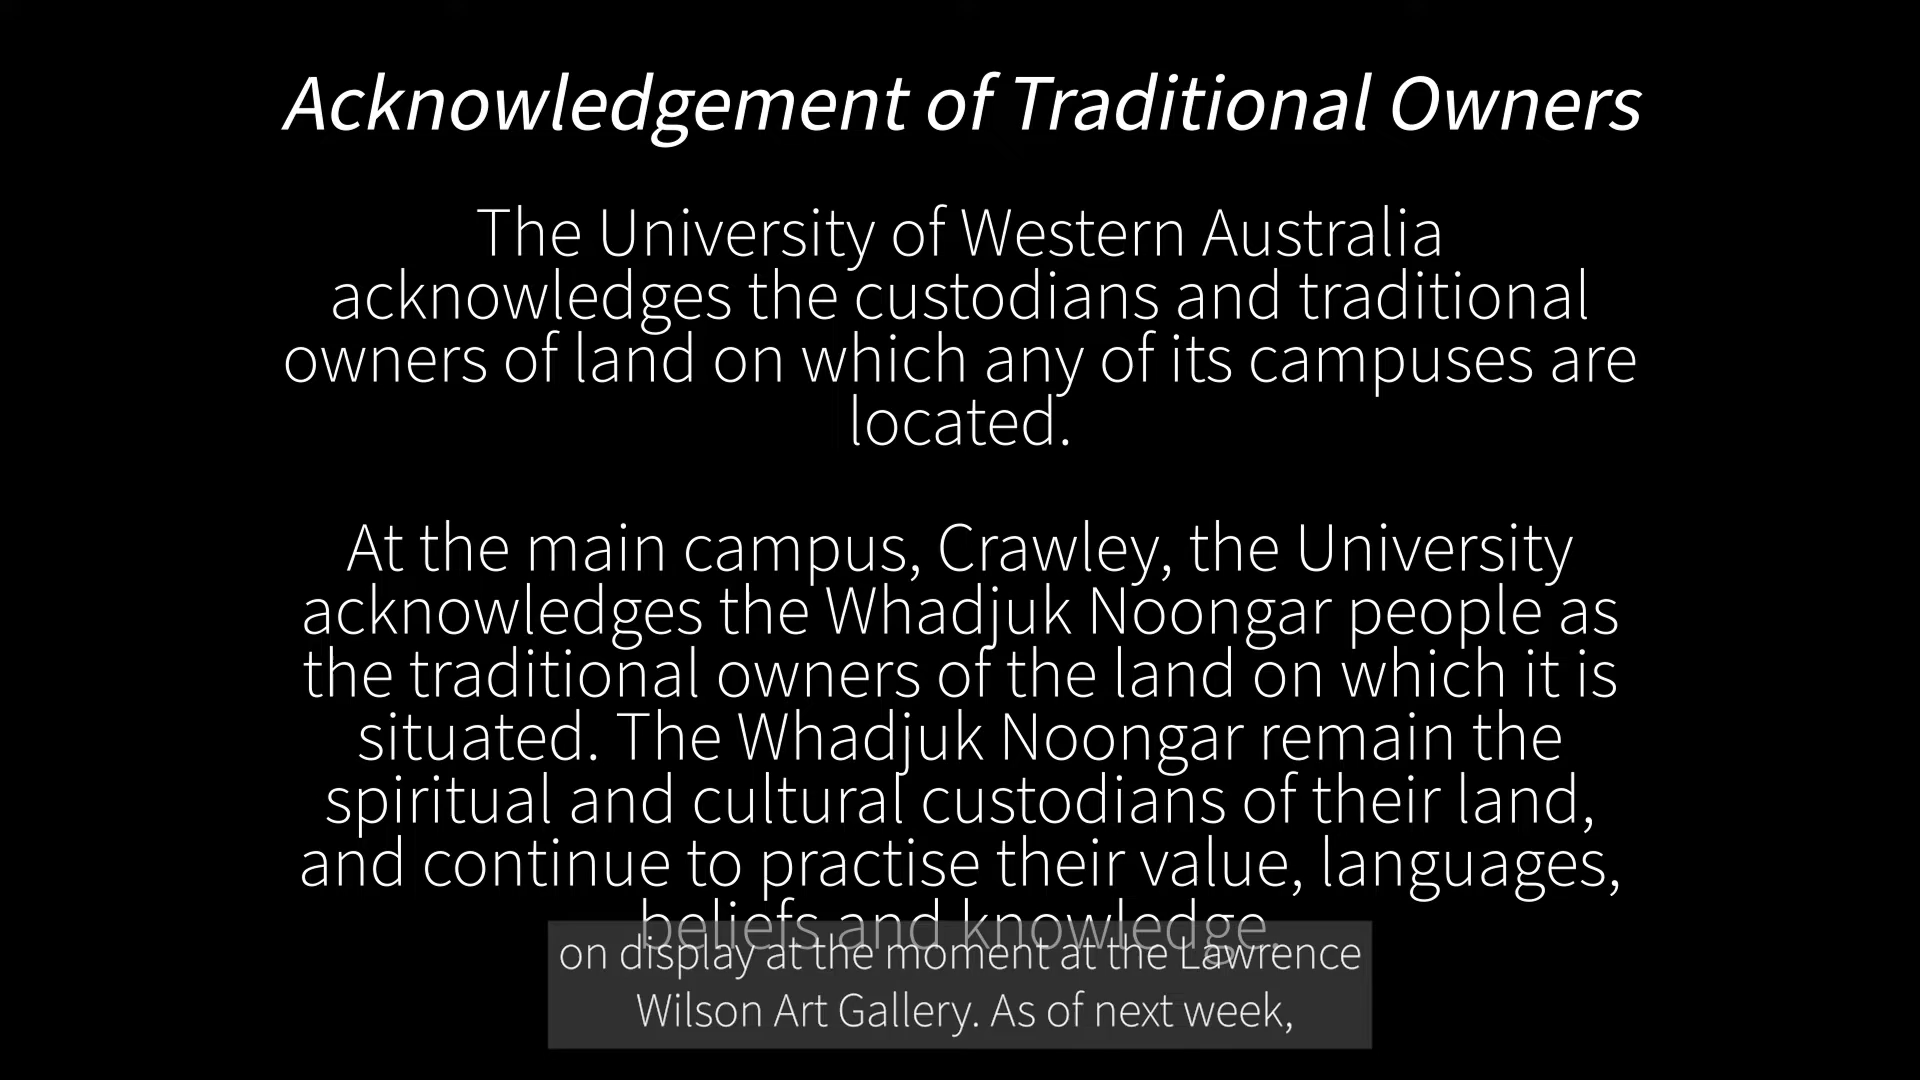 Acknowledgement of Traditional Owners
The University of Western Australia
acknowledges the custodians and traditional
owners of land on which any of its campuses are
located.
At the main campus, Crawley, the University
acknowledges the Whadjuk Noongar people as
the traditional owners of the land on which it is
situated. The Whadjuk Noongar remain the
spiritual and cultural custodians of their land,
and continue to practise their value, languages,
beliefs and knowledge.
on display at the moment at the Lawrence
Wilson Art Gallery. As of next week,